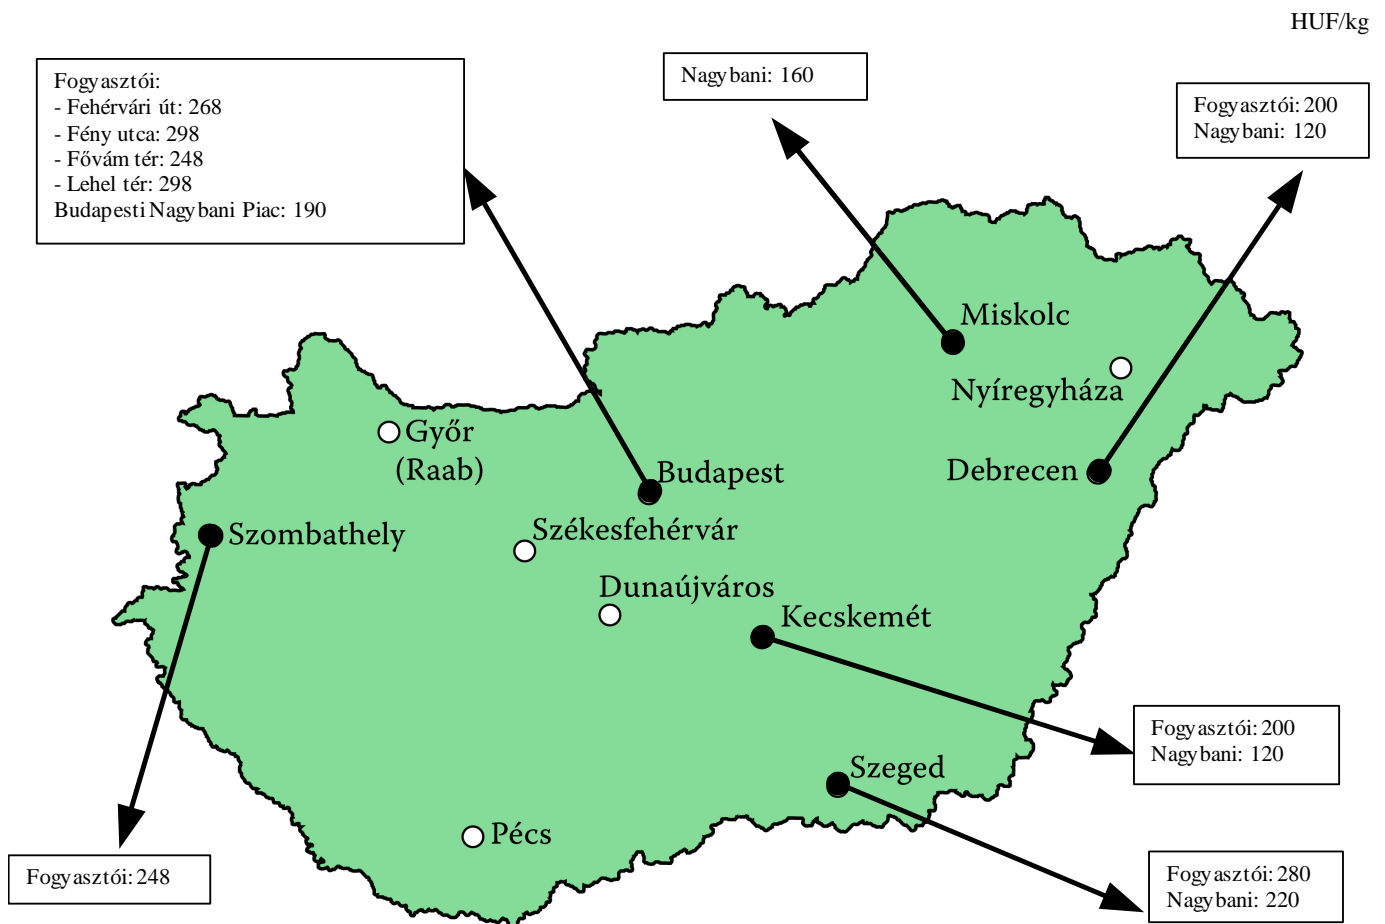 HUF/kg
Fogyasztói:
- Fehérvári út: 268
- Fény utca: 298
- Fővám tér: 248
- Lehel tér: 298
Budapesti Nagybani Piac: 190
Nagybani: 160
Fogyasztói: 200
Nagybani: 120
Miskolc
Nyíregyháza
Győr
(Raab)
Budapest
Debrecen
Szombathely
Székesfehérvár
Dunaújváros
Kecskemét
Fogyasztói: 200
Nagybani: 120
Szeged
Pécs
Fogyasztói: 248
Fogyasztói: 280
Nagybani: 220